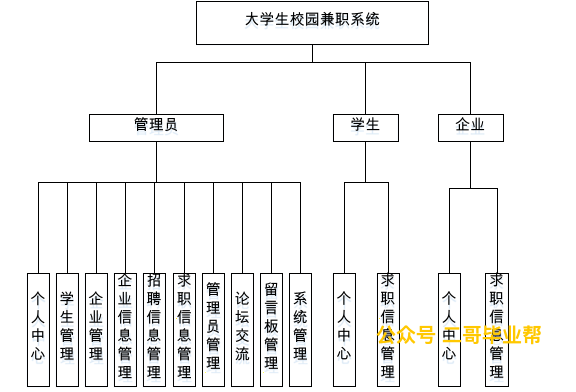 大学生校园兼职系统
管理员
学生
企业
个人中心
学生管理
企业管理
企业信息管理
招聘信息管理
求职信息管理
管理员管理
论坛交流
留言板管理
系统管理
个人中心
求职信息管理
个人中心
求职信息管理
公众号 二哥毕业帮